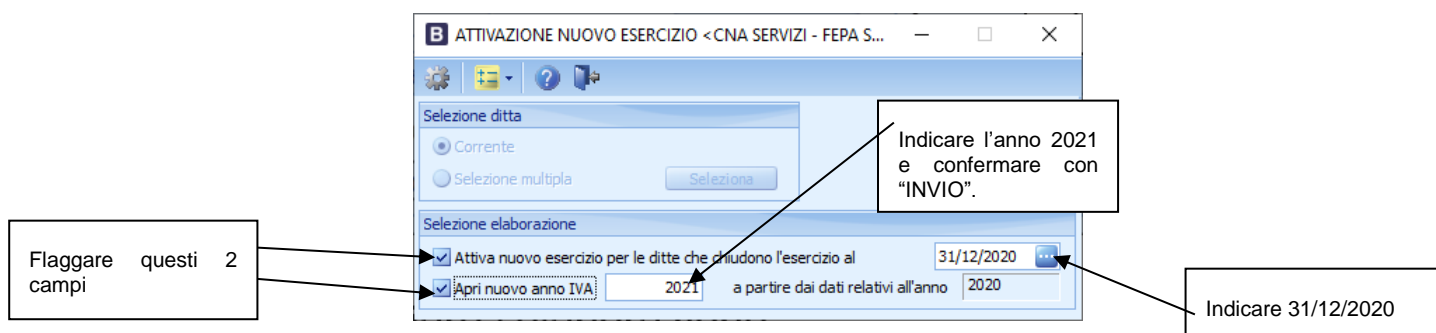 ATTIVAZIONE NUOVO ESERCIZIO <CNA SERVIZI - FEPA S...
Selezione ditta
Corrente
Selezione multipla
Seleziona
Indicare l’anno 2021
e confermare con
“INVIO”.
Selezione elaborazione
Flaggare questi 2
campi
Attiva nuovo esercizio per le ditte che chiudono l'esercizio al
31/12/2020
Apri nuovo anno IVA
2021
a partire dai dati relativi all'anno
2020
Indicare 31/12/2020